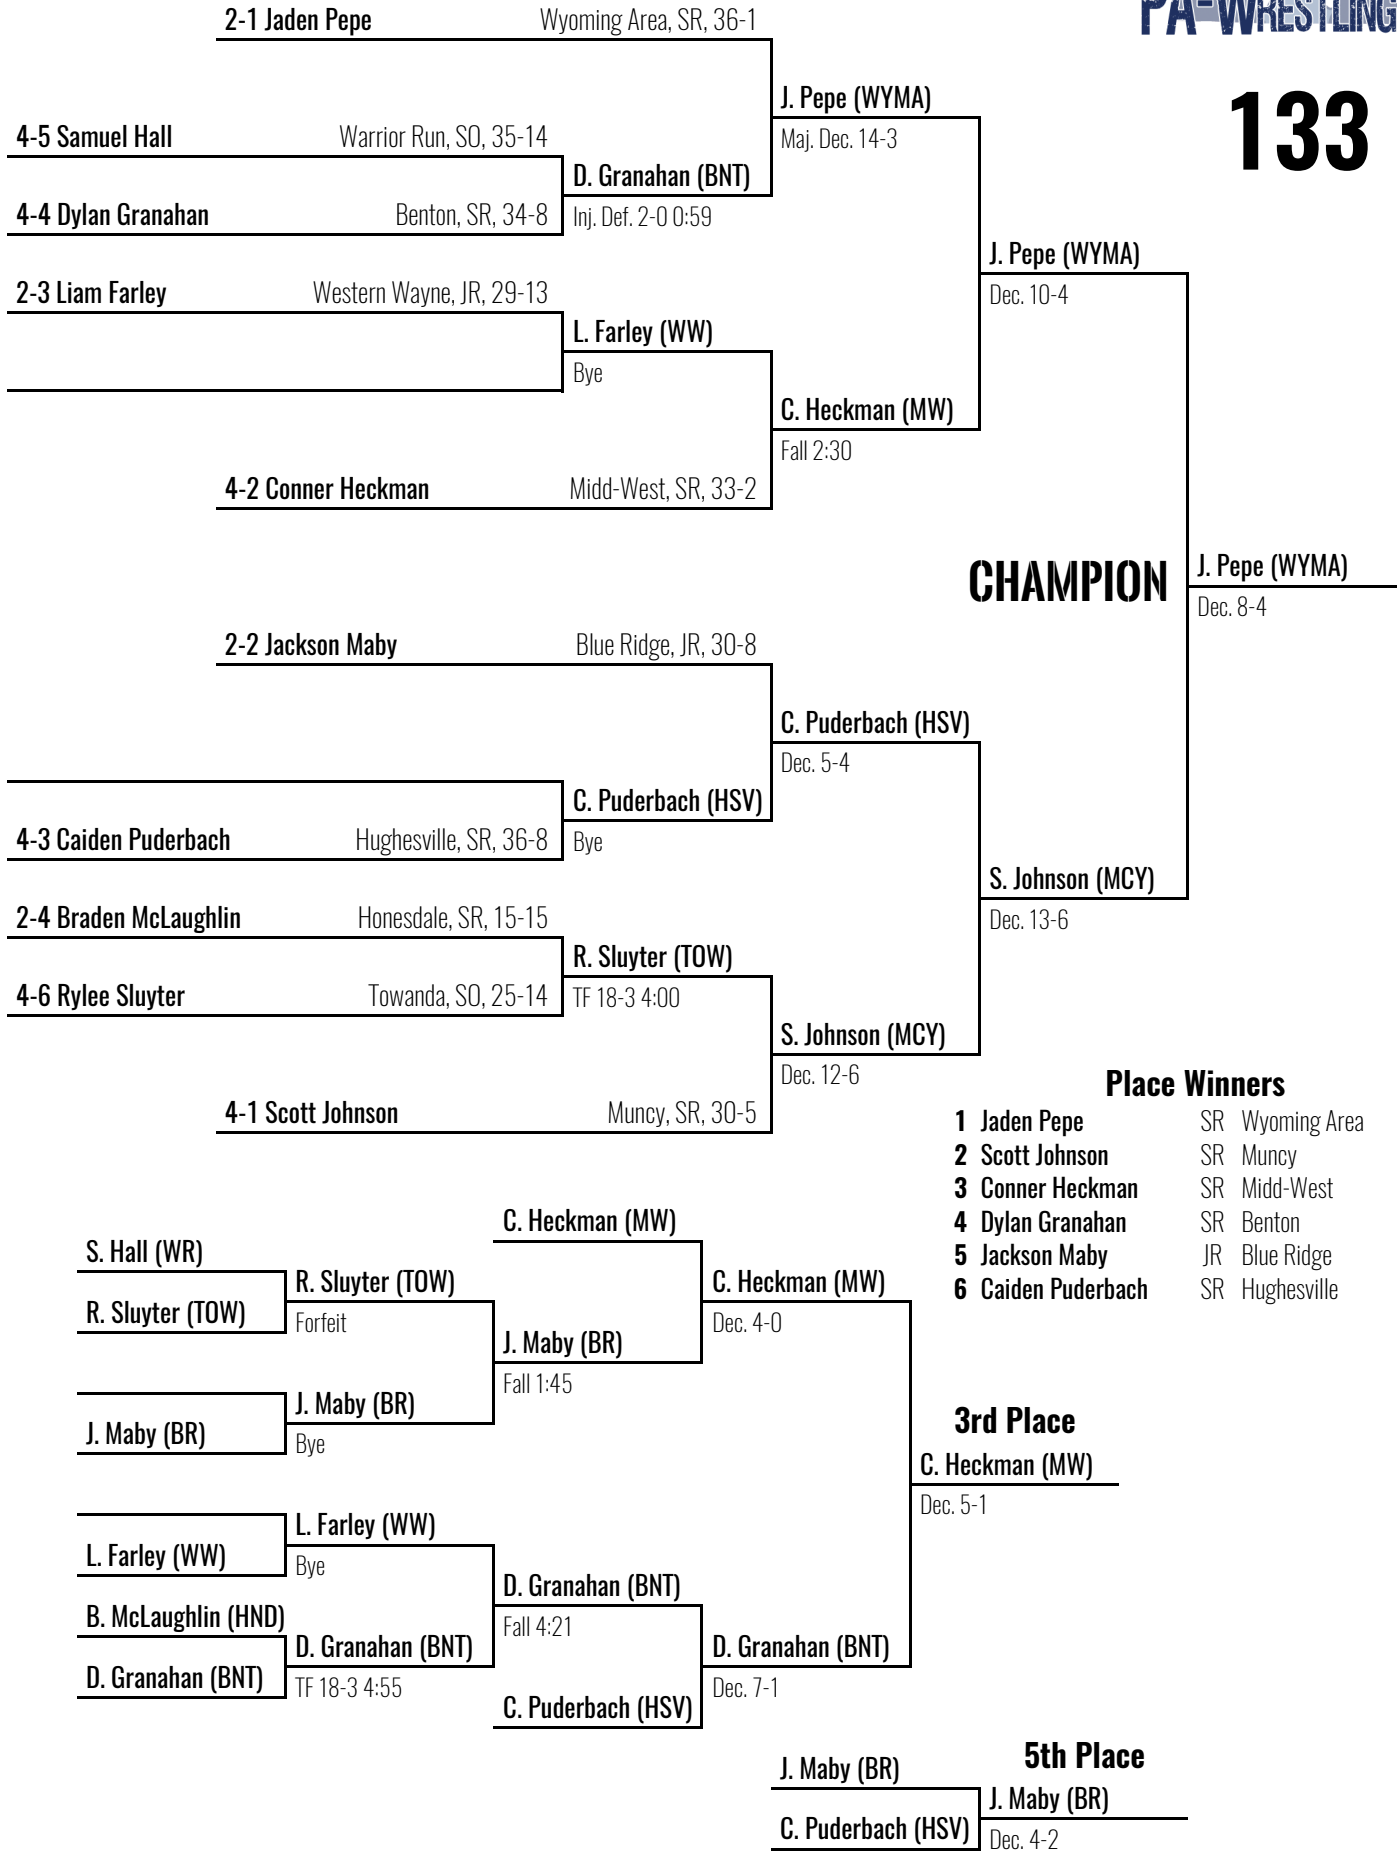 PA-WRESTLING
133
2-1 Jaden Pepe Wyoming Area, SR, 36-1
J. Pepe (WYMA)
Maj. Dec. 14-3
4-5 Samuel Hall Warrior Run, SO, 35-14
D. Granahan (BNT)
Inj. Def. 2-0 0:59
4-4 Dylan Granahan Benton, SR, 34-8
J. Pepe (WYMA)
Dec. 10-4
2-3 Liam Farley Western Wayne, JR, 29-13
L. Farley (WW)
Bye
C. Heckman (MW)
Fall 2:30
4-2 Conner Heckman Midd-West, SR, 33-2
CHAMPION
J. Pepe (WYMA)
Dec. 8-4
2-2 Jackson Maby Blue Ridge, JR, 30-8
C. Puderbach (HSV)
Dec. 5-4
C. Puderbach (HSV)
Bye
4-3 Caiden Puderbach Hughesville, SR, 36-8
S. Johnson (MCY)
Dec. 13-6
2-4 Braden McLaughlin Honesdale, SR, 15-15
R. Sluyter (TOW)
TF 18-3 4:00
4-6 Rylee Sluyter Towanda, SO, 25-14
S. Johnson (MCY)
Dec. 12-6
4-1 Scott Johnson Muncy, SR, 30-5
Place Winners
1 Jaden Pepe SR Wyoming Area
2 Scott Johnson SR Muncy
3 Conner Heckman SR Midd-West
4 Dylan Granahan SR Benton
5 Jackson Maby JR Blue Ridge
6 Caiden Puderbach SR Hughesville
C. Heckman (MW)
S. Hall (WR)
R. Sluyter (TOW)
Forfeit
R. Sluyter (TOW)
C. Heckman (MW)
Dec. 4-0
J. Maby (BR)
Fall 1:45
J. Maby (BR)
Bye
J. Maby (BR)
3rd Place
C. Heckman (MW)
Dec. 5-1
L. Farley (WW)
Bye
L. Farley (WW)
D. Granahan (BNT)
Fall 4:21
B. McLaughlin (HND)
D. Granahan (BNT)
TF 18-3 4:55
D. Granahan (BNT)
D. Granahan (BNT)
Dec. 7-1
C. Puderbach (HSV)
5th Place
J. Maby (BR)
J. Maby (BR)
Dec. 4-2
C. Puderbach (HSV)